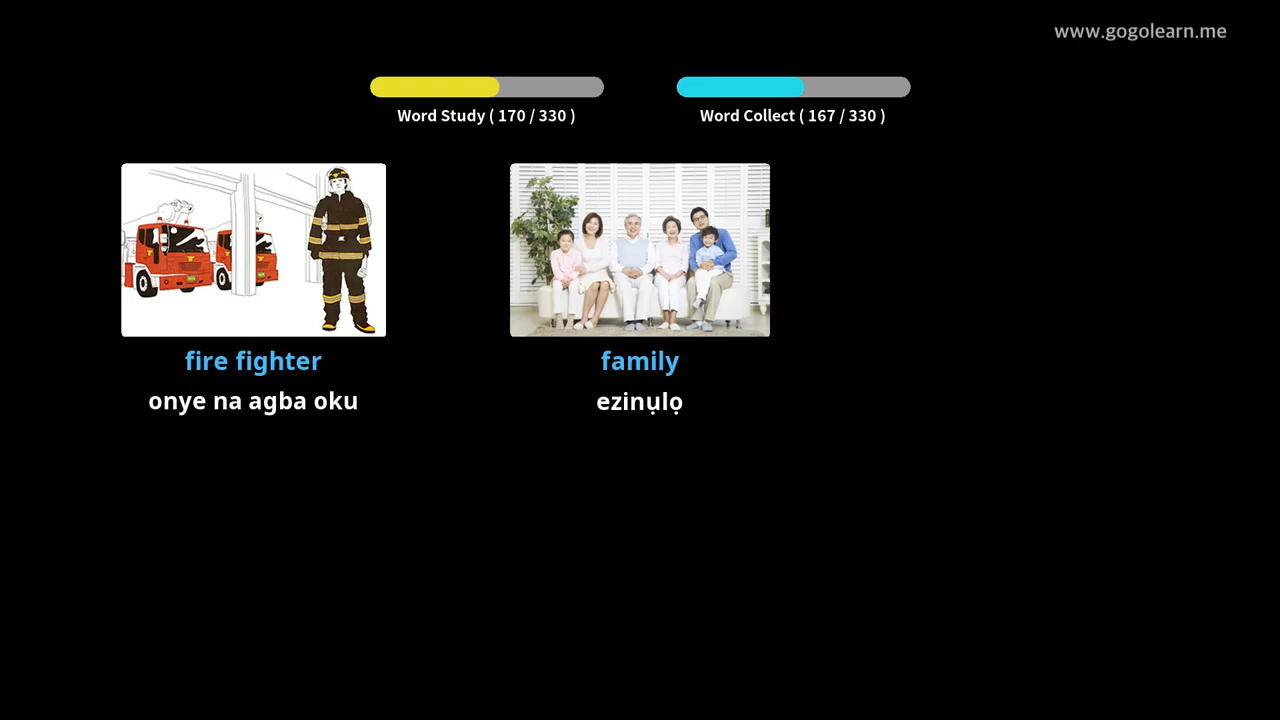 www.gogolearn.me
Word Study ( 170 / 330 )
Word Collect ( 167 / 330 )
fire fighter
onye na agba oku
family
ezinụlọ